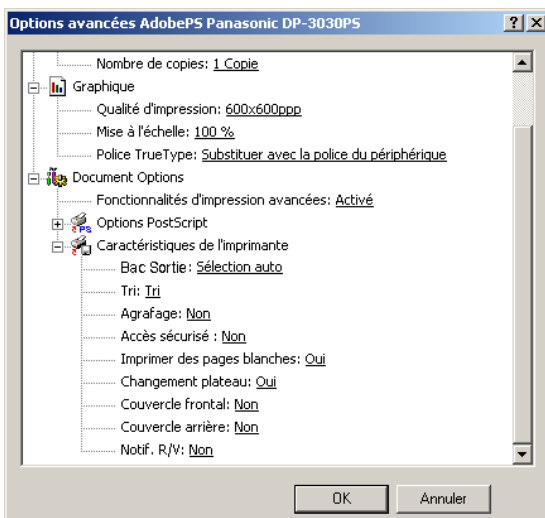 Options avancées AdobePS Panasonic DP-3030PS
Nombre de copies: 1 Copie
Graphique
Qualité d'impression: 600x600ppp
Mise à l'échelle: 100 %
Police TrueType: Substituer avec la police du périphérique
Document Options
Fonctionnalités d'impression avancées: Activé
Options PostScript
Caractéristiques de l'imprimante
Bac Sortie: Sélection auto
Tri: Tri
Agrafage: Non
Accès sécurisé : Non
Imprimer des pages blanches: Oui
Changement plateau: Oui
Couvercle frontal: Non
Couvercle arrière: Non
Notif. R/V: Non
OK Annuler